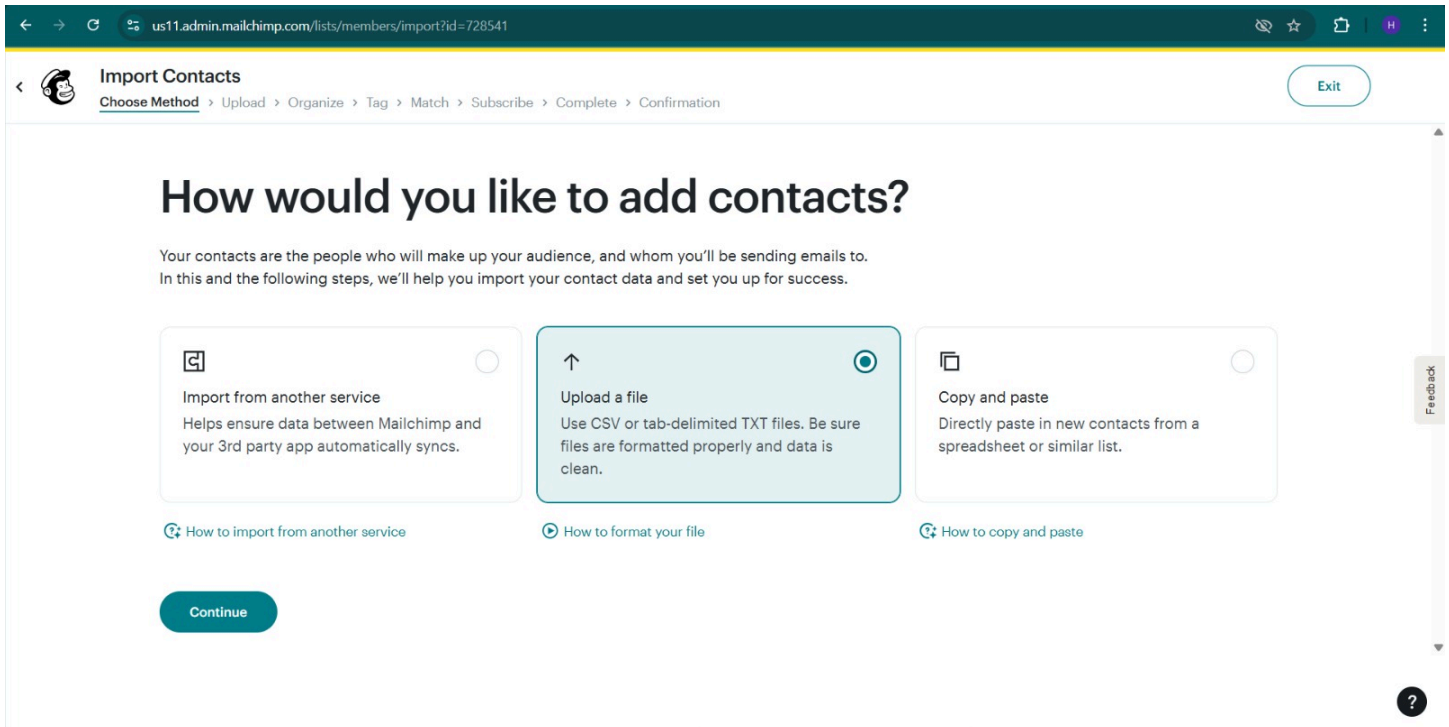 us11.admin.mailchimp.com/lists/members/import?id=728541
H
Import Contacts
Choose Method > Upload > Organize > Tag > Match > Subscribe > Complete > Confirmation
Exit
How would you like to add contacts?
Your contacts are the people who will make up your audience, and whom you'll be sending emails to.
In this and the following steps, we'll help you import your contact data and set you up for success.
Import from another service
Helps ensure data between Mailchimp and
your 3rd party app automatically syncs.
Upload a file
Use CSV or tab-delimited TXT files. Be sure
files are formatted properly and data is
clean.
Copy and paste
Directly paste in new contacts from a
spreadsheet or similar list.
Feedback
How to import from another service
How to format your file
How to copy and paste
Continue
?